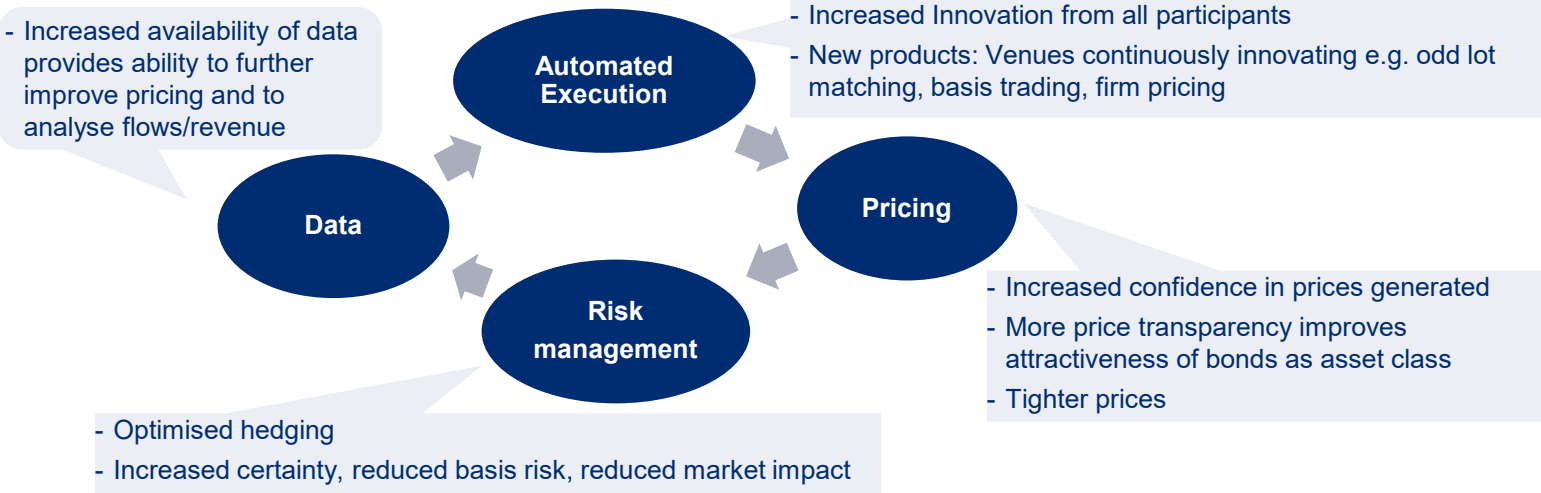 - Increased availability of data
provides ability to further
improve pricing and to
analyse flows/revenue
Automated
Execution
- Increased Innovation from all participants
- New products: Venues continuously innovating e.g. odd lot
matching, basis trading, firm pricing
Data
Pricing
Risk
management
- Increased confidence in prices generated
- More price transparency improves
attractiveness of bonds as asset class
- Tighter prices
- Optimised hedging
- Increased certainty, reduced basis risk, reduced market impact